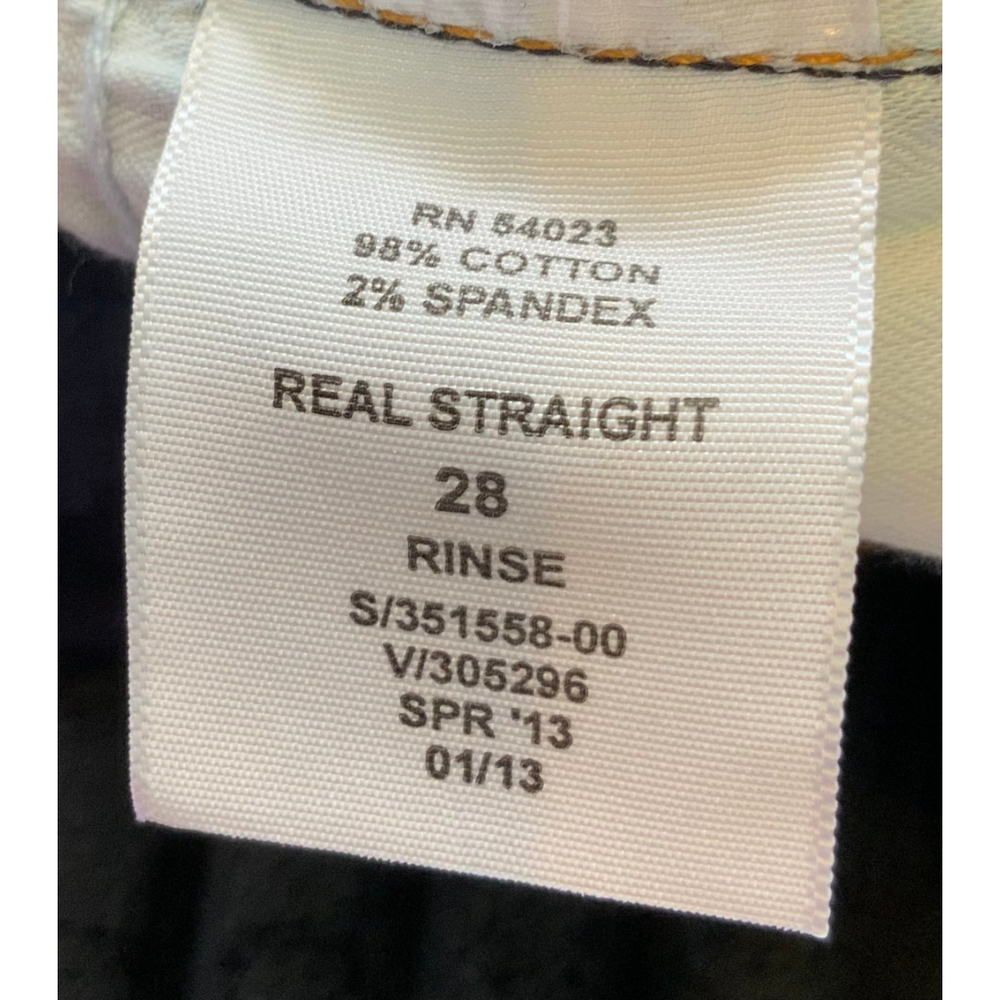 RN 54023
98% COTTON
2% SPANDEX
REAL STRAIGHT
28
RINSE
S/351558-00
V/305296
SPR '13
01/13